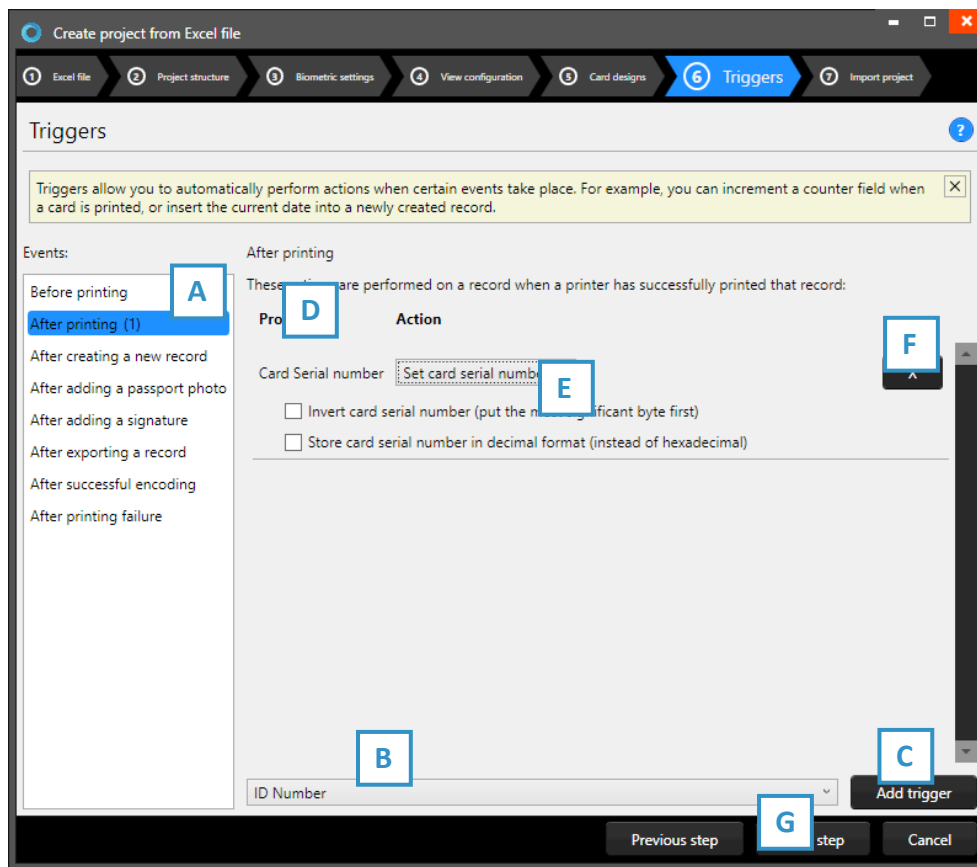 Create project from Excel file
1 Excel file 2 Project structure 3 Biometric settings 4 View configuration 5 Card designs 6 Triggers 7 Import project
Triggers
?
Triggers allow you to automatically perform actions when certain events take place. For example, you can increment a counter field when
a card is printed, or insert the current date into a newly created record.
Events:
Before printing
After printing (1)
After creating a new record
After adding a passport photo
After adding a signature
After exporting a record
After successful encoding
After printing failure
A
After printing
These are performed on a record when a printer has successfully printed that record:
D
Action
F
Card Serial number Set card serial
E
Invert card serial number (put the byte first)
Store card serial number in decimal format (instead of hexadecimal)
B
C
ID Number
Add trigger
Previous step
G
step
Cancel